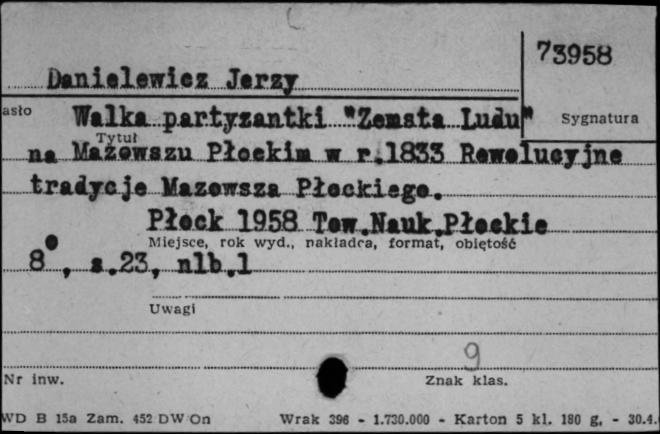 73958
Danielewicz Jerzy
asło Walka partyzantki "Zemsta Ludu" Sygnatura
Tytuł
na Mazowszu Płockim w r.1833 Rewolucyjne
tradycje Mazowsza Płockiego.
Płock 1958 Tow.Nauk.Płockie
Miejsce, rok wyd., nakładca, format, objętość
8°, s.23, nlb.1
Uwagi
9
Nr inw. Znak klas.
WD B 15a Zam. 452 DW On Wrak 396 - 1.730.000 - Karton 5 kl. 180 g. - 30.4.